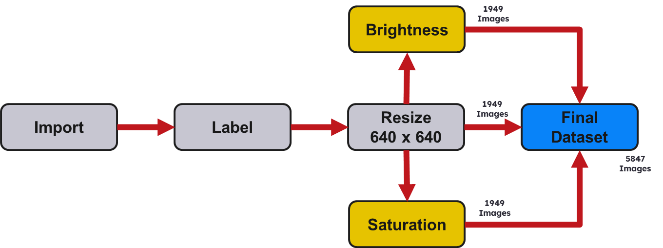 1949
Images
Brightness
Import
Label
Resize
640 x 640
1949
Images
Final
Dataset
5847
Images
Saturation
1949
Images